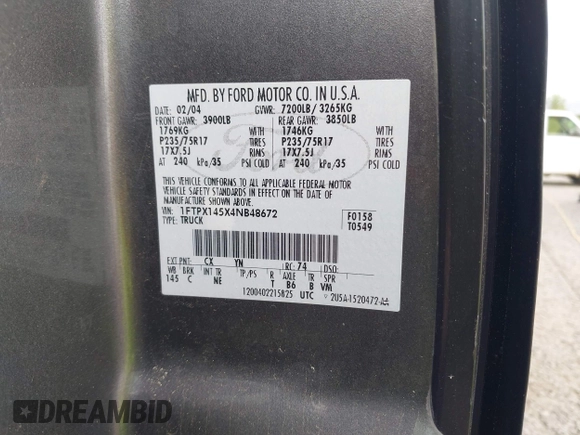 MFD. BY FORD MOTOR CO. IN U.S.A.
DATE: 02/04 GVWR: 7200LB/ 3265KG
FRONT GAWR: 3900LB REAR GAWR: 3850LB
1769KG WITH 1746KG WITH
P235/75R17 TIRES P235/75R17 TIRES
17X7.5J RIMS 17X7.5J RIMS
AT 240 kPa/35 PSI COLD AT 240 kPa/35 PSI COLD
Ford
THIS VEHICLE CONFORMS TO ALL APPLICABLE FEDERAL MOTOR
VEHICLE SAFETY STANDARDS IN EFFECT ON THE DATE OF
MANUFACTURE SHOWN ABOVE.
VIN: 1FTPX145X4NB48672
TYPE: TRUCK
F0158
T0549
EXT PNT: CX YN RC: 74 DSO:
WB BRK INT TR TP/PS R AXLE TR SPR
145 C NE T B6 B VM
1200402215825 UTC 2U5A-1520472-AA
DREAMBID